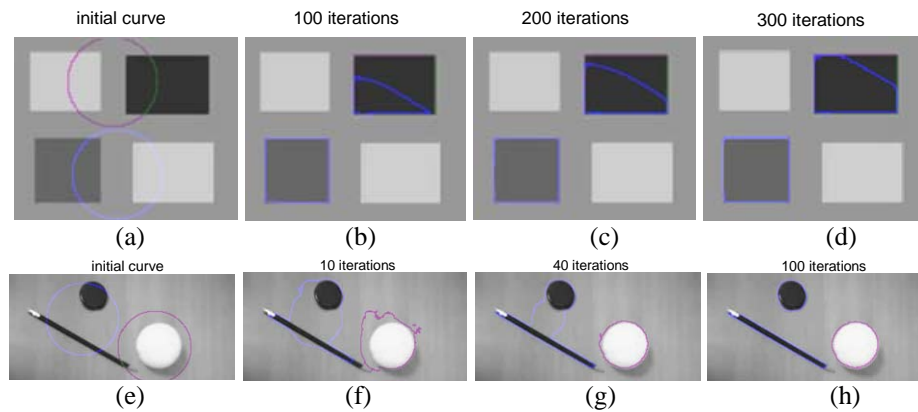 initial curve 100 iterations 200 iterations 300 iterations
(a) (b) (c) (d)
initial curve 10 iterations 40 iterations 100 iterations
(e) (f) (g) (h)